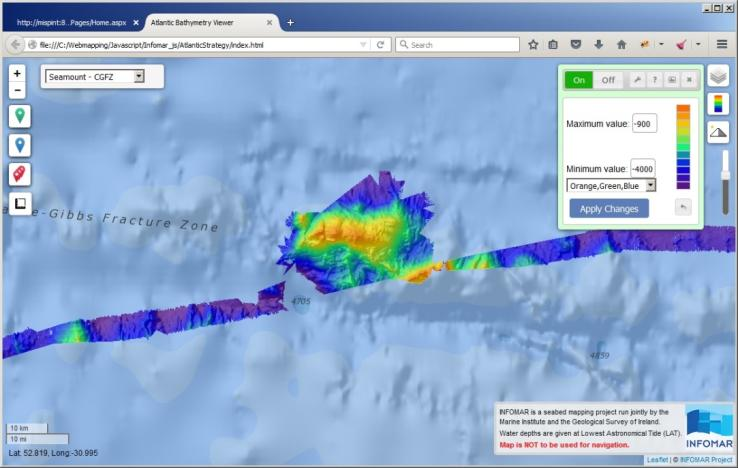 http://mispint:8...Pages/Home.aspx
Atlantic Bathymetry Viewer
file:///C:/Webmapping/Javascript/Infomar_js/AtlanticStrategy/index.html
Search
+
−
Seamount - CGFZ
On Off ?
Maximum value: -900
Minimum value: -4000
Orange,Green,Blue
Apply Changes
e-Gibbs Fracture Zone
4705
4859
10 km
10 mi
Lat: 52.819, Long:-30.995
INFOMAR is a seabed mapping project run jointly by the
Marine Institute and the Geological Survey of Ireland.
Water depths are given at Lowest Astronomical Tide (LAT).
Map is NOT to be used for navigation.
INFOMAR
Leaflet | © INFOMAR Project